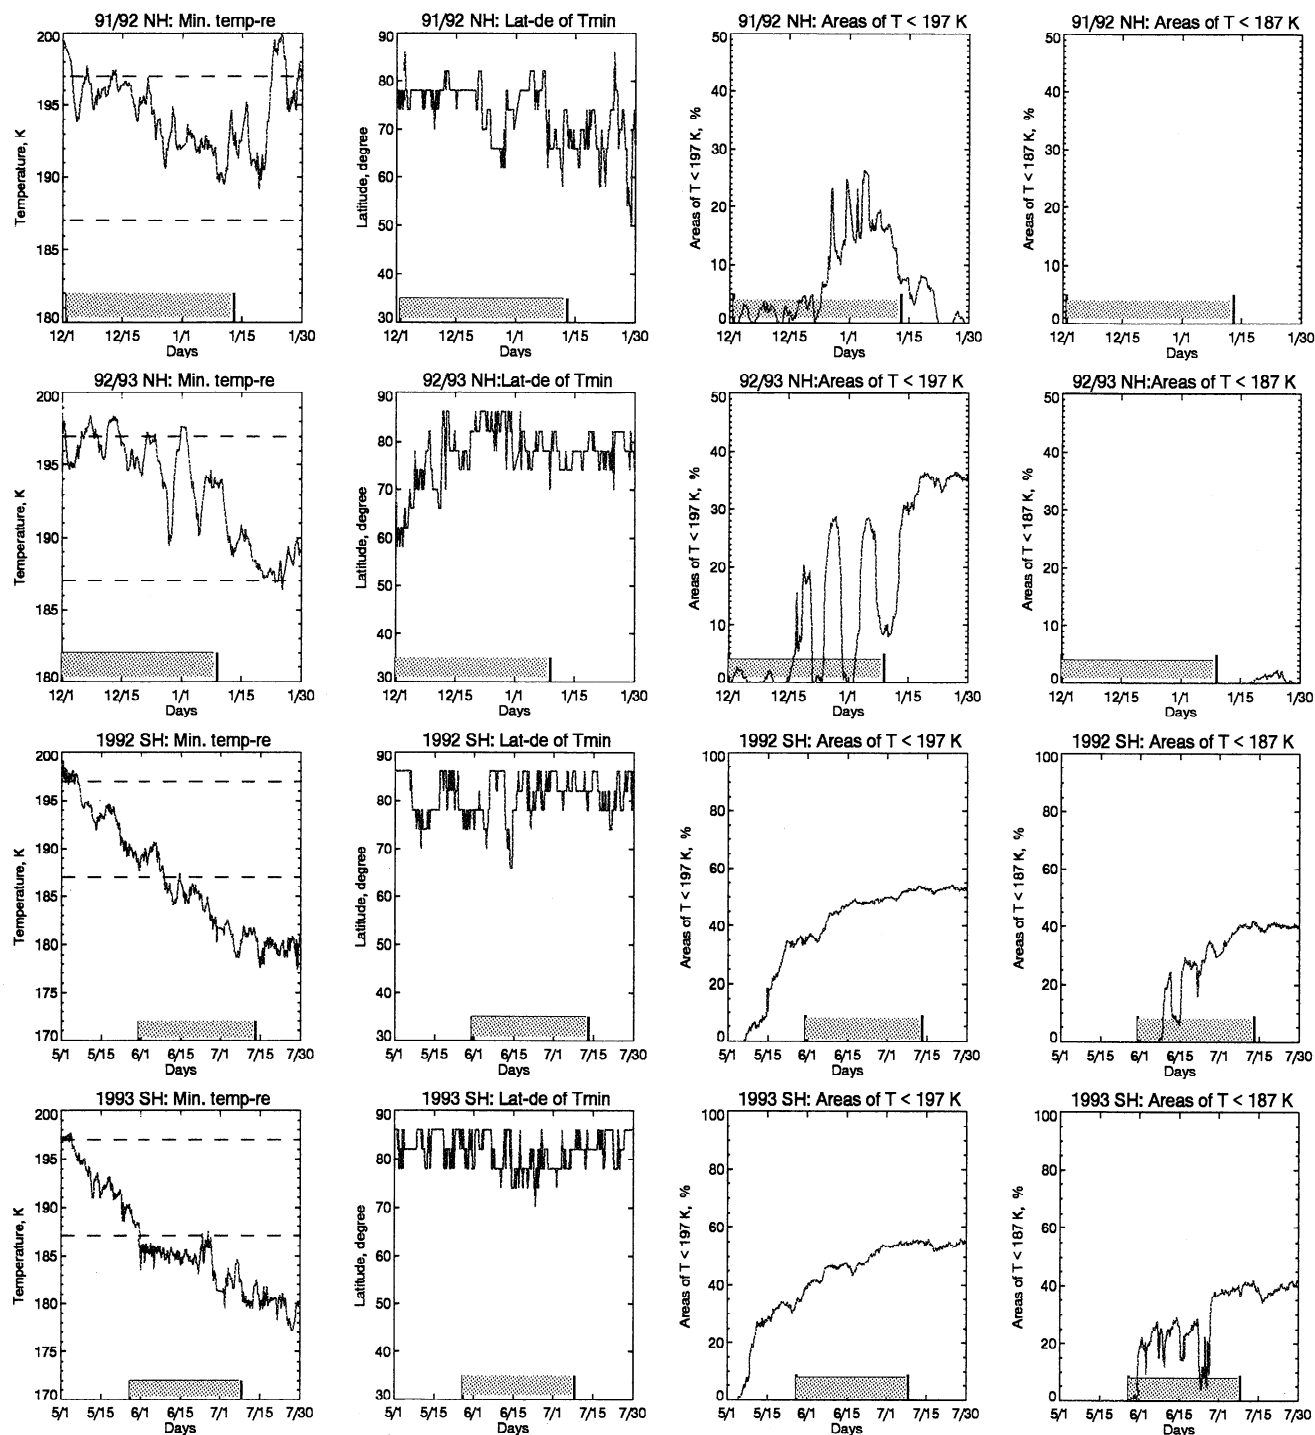 91/92 NH: Min. temp-re
Temperature, K
200
195
190
185
180
12/1 12/15 1/1 1/15 1/30
Days
91/92 NH: Lat-de of Tmin
Latitude, degree
90
80
70
60
50
40
30
12/1 12/15 1/1 1/15 1/30
Days
91/92 NH: Areas of T < 197 K
Areas of T < 197 K, %
50
40
30
20
10
0
12/1 12/15 1/1 1/15 1/30
Days
91/92 NH: Areas of T < 187 K
Areas of T < 187 K, %
50
40
30
20
10
0
12/1 12/15 1/1 1/15 1/30
Days
92/93 NH: Min. temp-re
Temperature, K
200
195
190
185
180
12/1 12/15 1/1 1/15 1/30
Days
92/93 NH:Lat-de of Tmin
Latitude, degree
90
80
70
60
50
40
30
12/1 12/15 1/1 1/15 1/30
Days
92/93 NH:Areas of T < 197 K
Areas of T < 197 K, %
50
40
30
20
10
0
12/1 12/15 1/1 1/15 1/30
Days
92/93 NH:Areas of T < 187 K
Areas of T < 187 K, %
50
40
30
20
10
0
12/1 12/15 1/1 1/15 1/30
Days
1992 SH: Min. temp-re
Temperature, K
200
195
190
185
180
175
170
5/1 5/15 6/1 6/15 7/1 7/15 7/30
Days
1992 SH: Lat-de of Tmin
Latitude, degree
90
80
70
60
50
40
30
5/1 5/15 6/1 6/15 7/1 7/15 7/30
Days
1992 SH: Areas of T < 197 K
Areas of T < 197 K, %
100
80
60
40
20
0
5/1 5/15 6/1 6/15 7/1 7/15 7/30
Days
1992 SH: Areas of T < 187 K
Areas of T < 187 K, %
100
80
60
40
20
0
5/1 5/15 6/1 6/15 7/1 7/15 7/30
Days
1993 SH: Min. temp-re
Temperature, K
200
195
190
185
180
175
170
5/1 5/15 6/1 6/15 7/1 7/15 7/30
Days
1993 SH: Lat-de of Tmin
Latitude, degree
90
80
70
60
50
40
30
5/1 5/15 6/1 6/15 7/1 7/15 7/30
Days
1993 SH: Areas of T < 197 K
Areas of T < 197 K, %
100
80
60
40
20
0
5/1 5/15 6/1 6/15 7/1 7/15 7/30
Days
1993 SH: Areas of T < 187 K
Areas of T < 187 K, %
100
80
60
40
20
0
5/1 5/15 6/1 6/15 7/1 7/15 7/30
Days